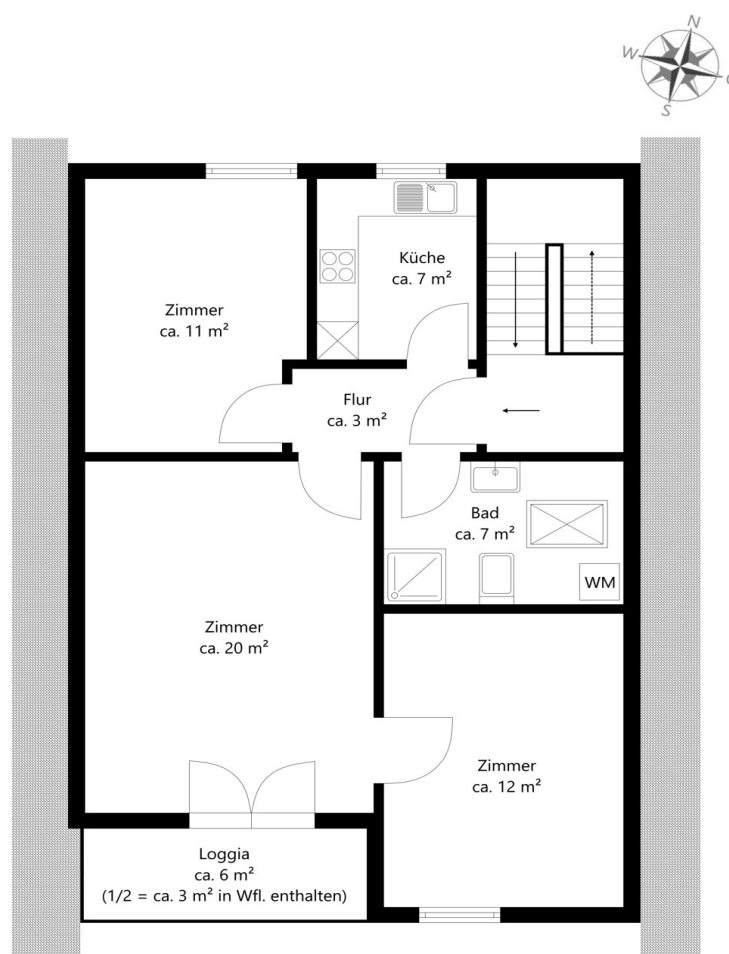 N
W
S
Küche
ca. 7 m²
Zimmer
ca. 11 m²
Flur
ca. 3 m²
Bad
ca. 7 m²
WM
Zimmer
ca. 20 m²
Zimmer
ca. 12 m²
Loggia
ca. 6 m²
(1/2 = ca. 3 m² in Wfl. enthalten)